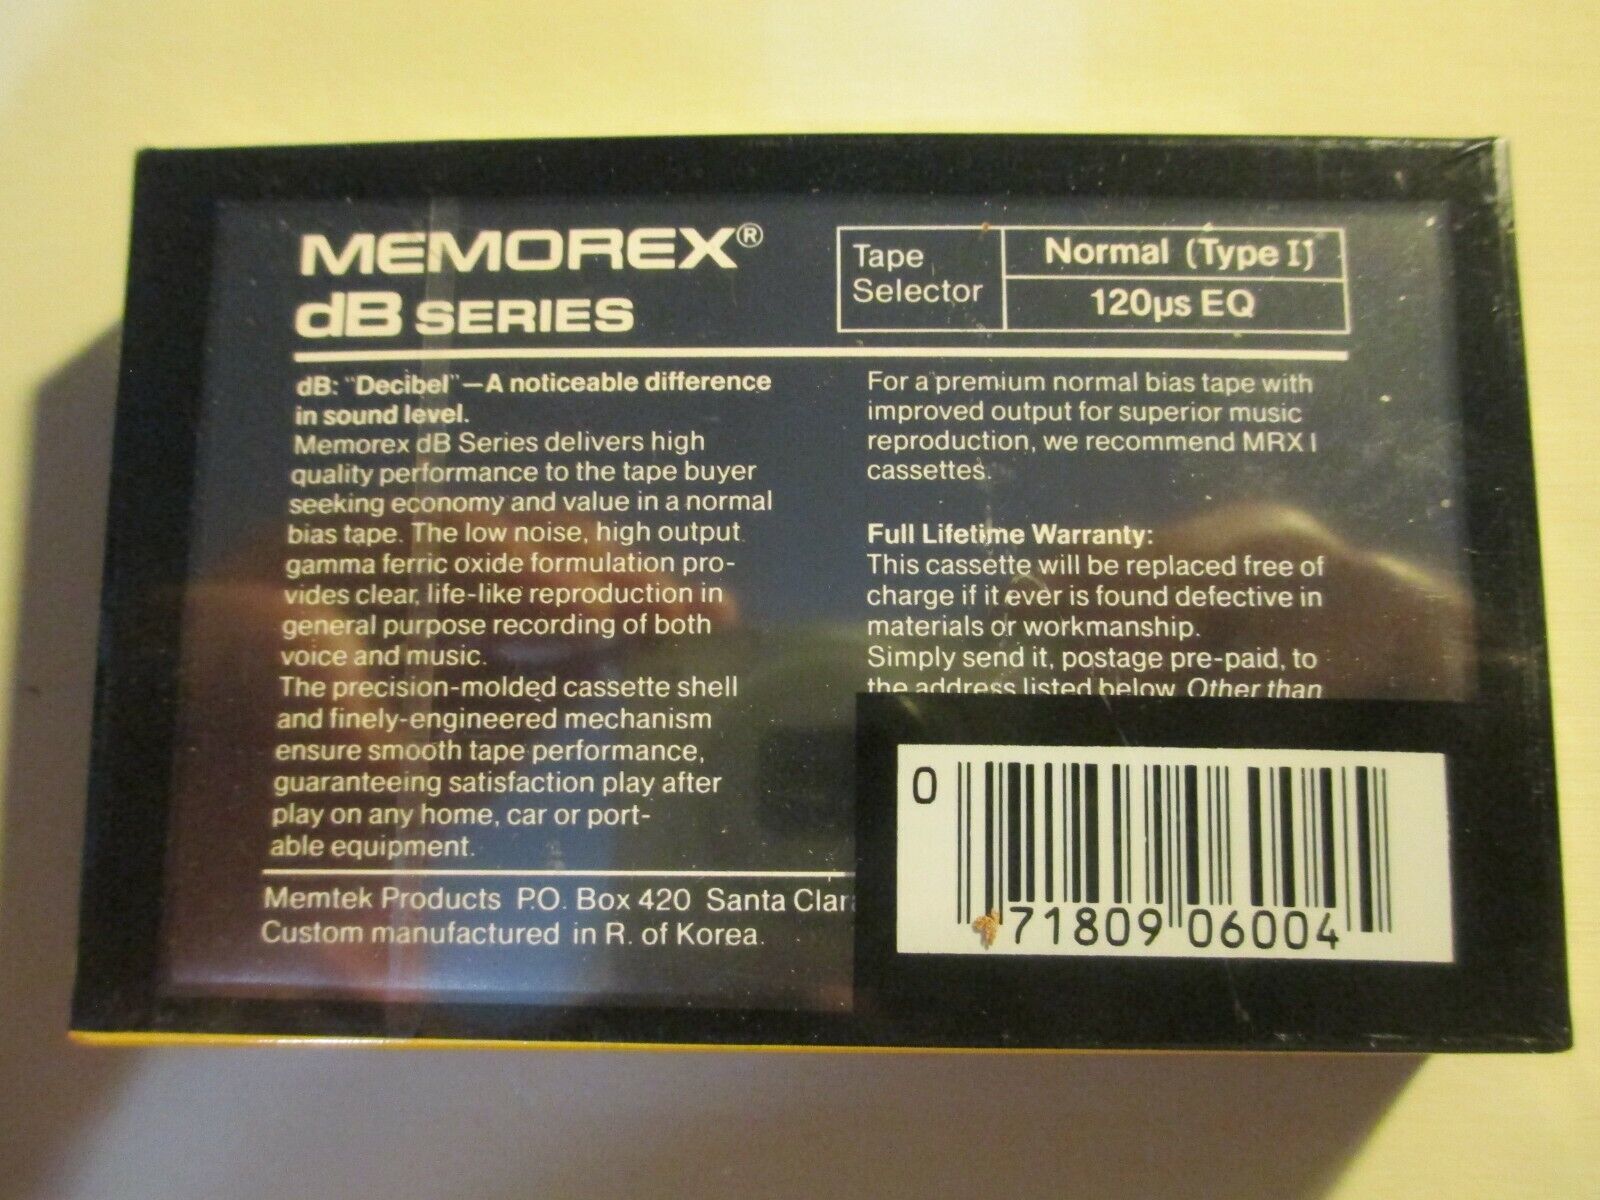 MEMOREX®
dB SERIES
Tape Selector
Normal (Type I)
120µs EQ
dB: "Decibel"—A noticeable difference
in sound level.
Memorex dB Series delivers high
quality performance to the tape buyer
seeking economy and value in a normal
bias tape. The low noise, high output
gamma ferric oxide formulation pro-
vides clear, life-like reproduction in
general purpose recording of both
voice and music.
The precision-molded cassette shell
and finely-engineered mechanism
ensure smooth tape performance,
guaranteeing satisfaction play after
play on any home, car or port-
able equipment.
For a premium normal bias tape with
improved output for superior music
reproduction, we recommend MRX I
cassettes.
Full Lifetime Warranty:
This cassette will be replaced free of
charge if it ever is found defective in
materials or workmanship.
Simply send it, postage pre-paid, to
the address listed below. Other than
Memtek Products P.O. Box 420 Santa Clar
Custom manufactured in R. of Korea.
0 71809 06004